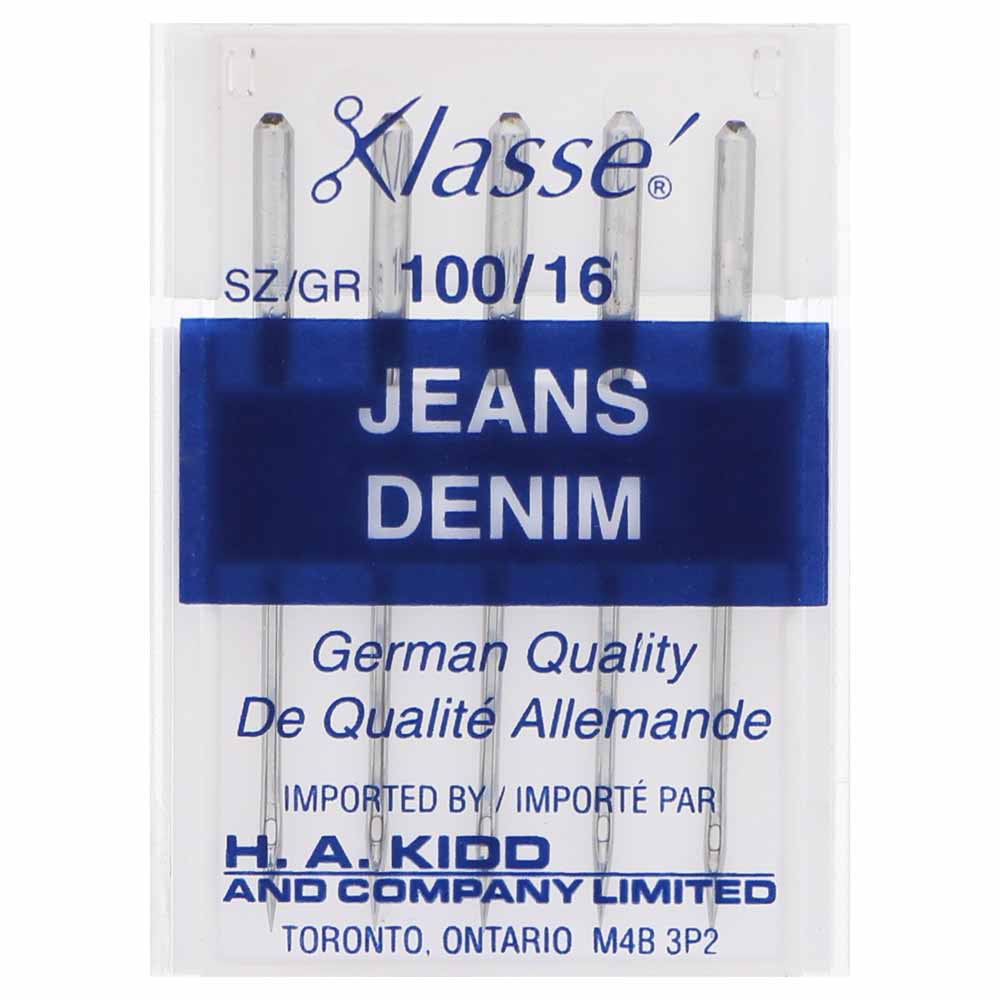 Klassé®
SZ/GR 100/16
JEANS
DENIM
German Quality
De Qualité Allemande
IMPORTED BY / IMPORTÉ PAR
H. A. KIDD
AND COMPANY LIMITED
TORONTO, ONTARIO M4B 3P2